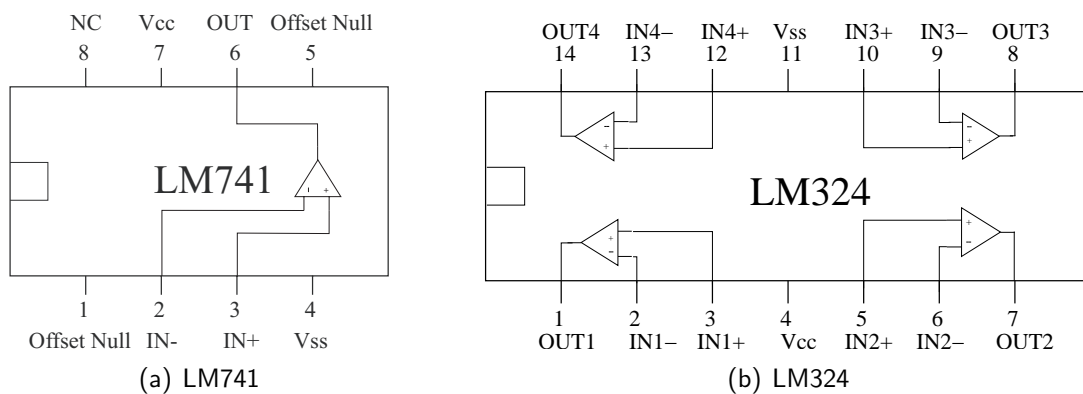 NC Vcc OUT Offset Null
8 7 6 5
LM741
- +
1 2 3 4
Offset Null IN- IN+ Vss
(a) LM741
OUT4 IN4− IN4+ Vss IN3+ IN3− OUT3
14 13 12 11 10 9 8
− −
+ +
LM324
+ +
− −
1 2 3 4 5 6 7
OUT1 IN1− IN1+ Vcc IN2+ IN2− OUT2
(b) LM324